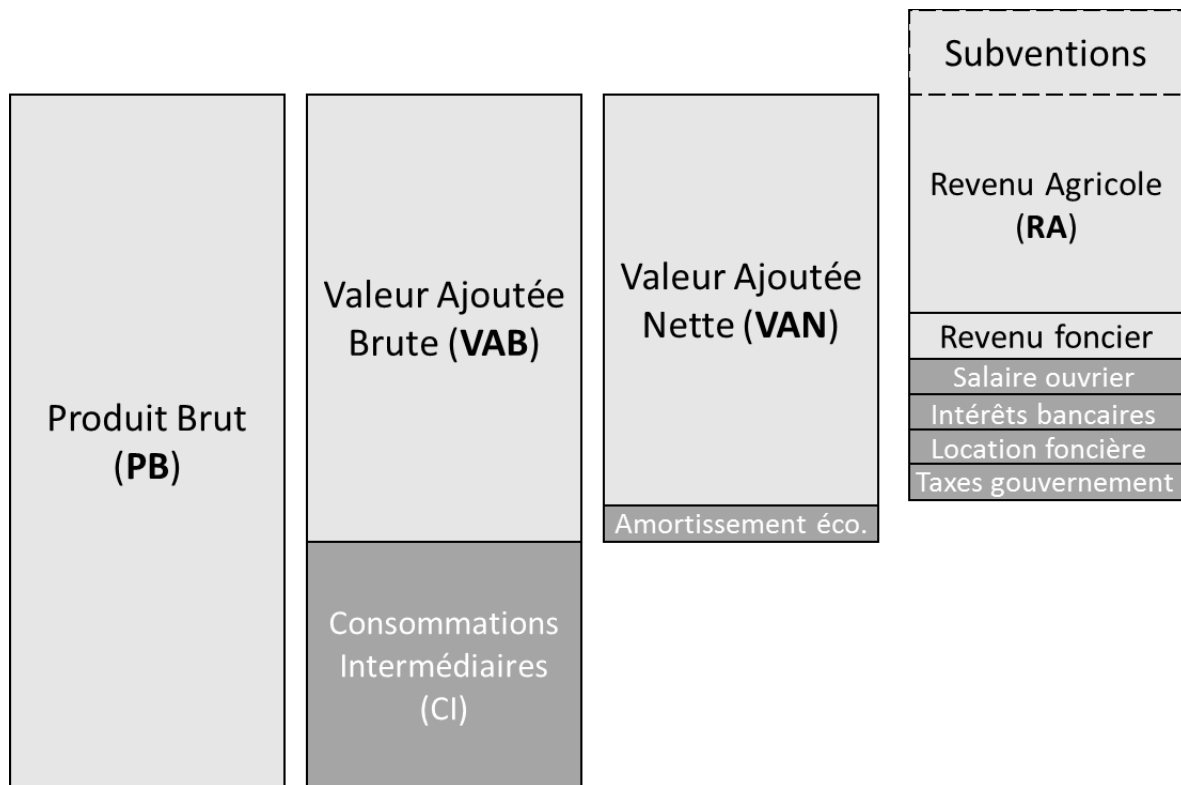 Produit Brut
(PB)
Valeur Ajoutée
Brute (VAB)
Consommations
Intermédiaires
(CI)
Valeur Ajoutée
Nette (VAN)
Amortissement éco.
Subventions
Revenu Agricole
(RA)
Revenu foncier
Salaire ouvrier
Intérêts bancaires
Location foncière
Taxes gouvernement